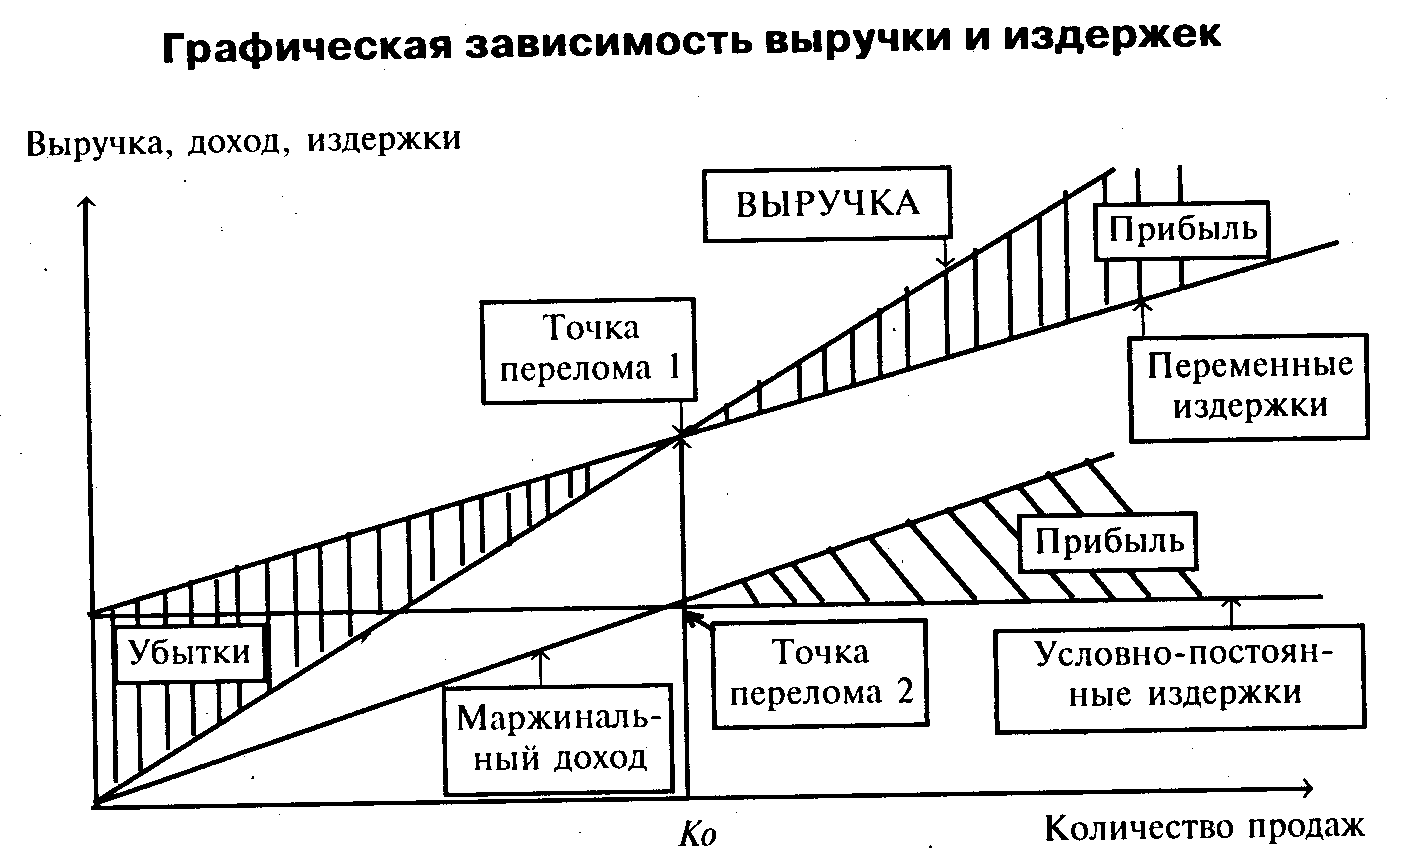 Графическая зависимость выручки и издержек
Выручка, доход, издержки
ВЫРУЧКА
Прибыль
Точка
перелома 1
Переменные
издержки
Прибыль
Убытки
Точка
перелома 2
Условно-постоян-
ные издержки
Маржиналь-
ный доход
Ко
Количество продаж